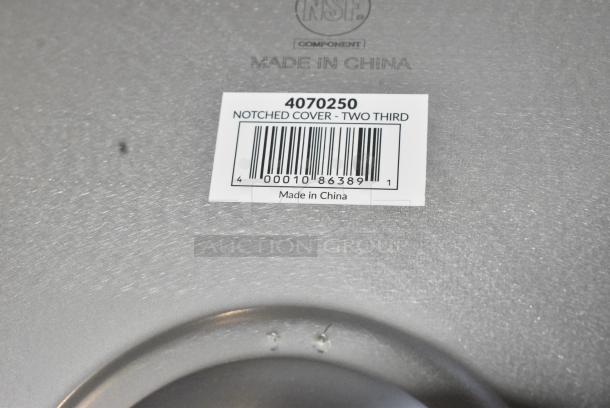 NSF.
COMPONENT
MADE IN CHINA
4070250
NOTCHED COVER - TWO THIRD
4 00010 86389 1
Made in China
AUCTION GROUP